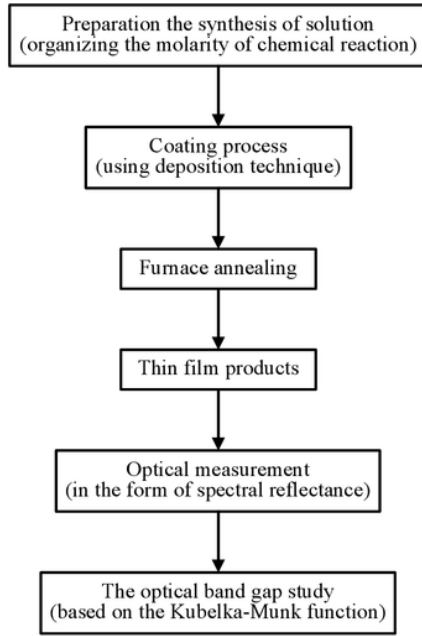 Preparation the synthesis of solution
(organizing the molarity of chemical reaction)
Coating process
(using deposition technique)
Furnace annealing
Thin film products
Optical measurement
(in the form of spectral reflectance)
The optical band gap study
(based on the Kubelka-Munk function)